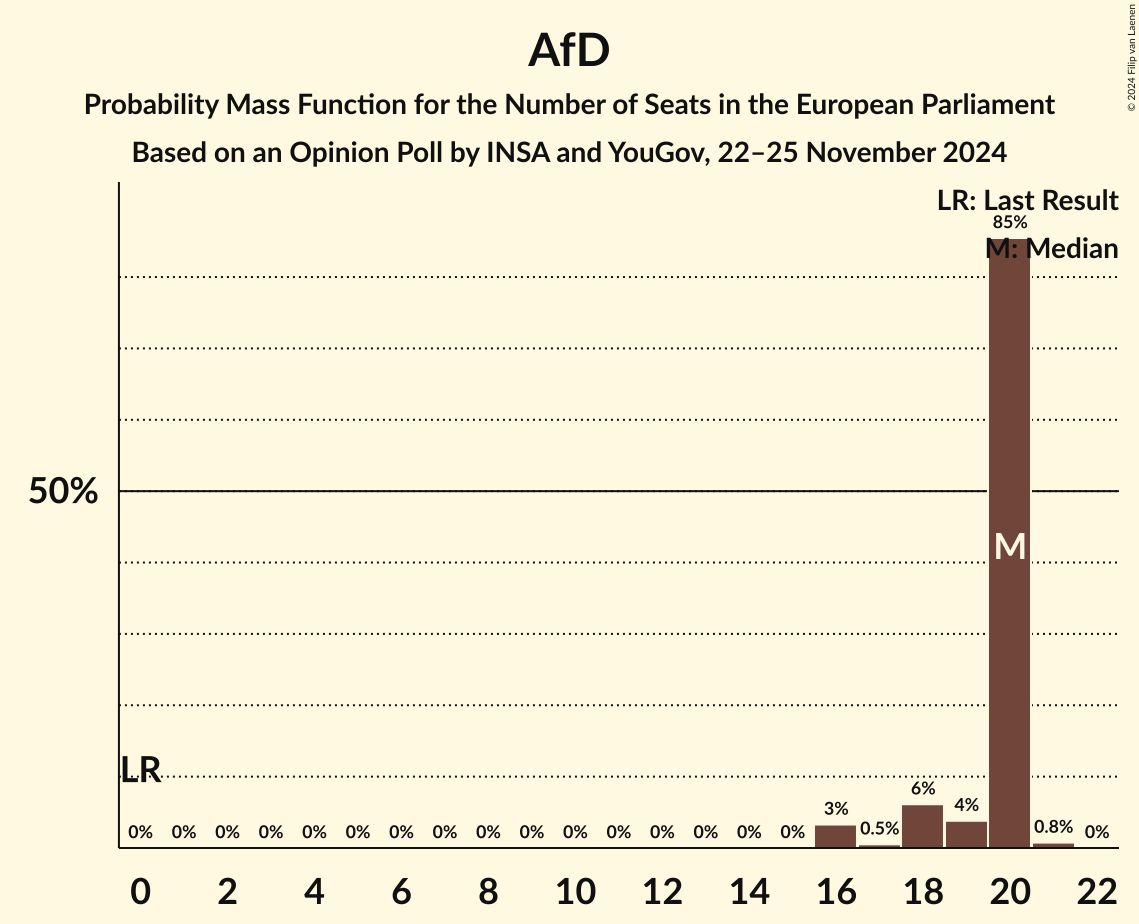 AfD
Probability Mass Function for the Number of Seats in the European Parliament
Based on an Opinion Poll by INSA and YouGov, 22–25 November 2024
© 2024 Filip van Laenen
LR: Last Result
85%
M: Median
50%
M
LR
0% 0% 0% 0% 0% 0% 0% 0% 0% 0% 0% 0% 0% 0% 0% 0% 3% 0.5% 6% 4% 0.8% 0%
0 2 4 6 8 10 12 14 16 18 20 22